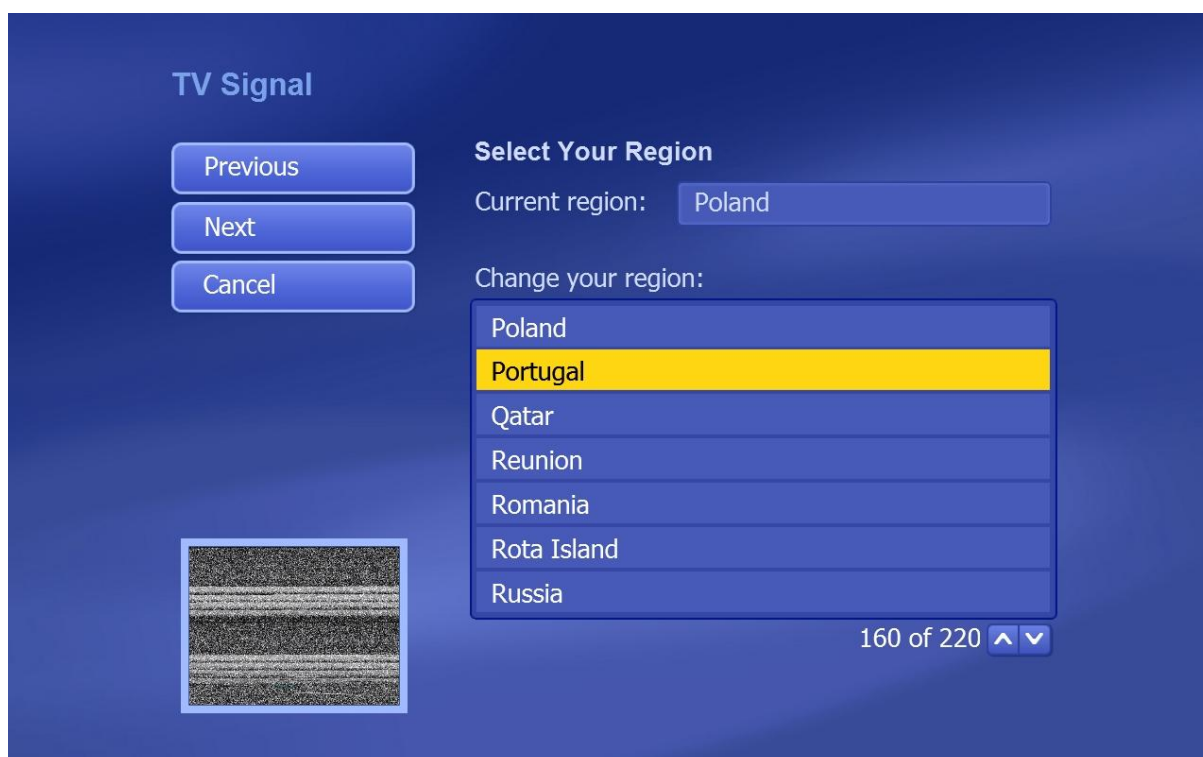 TV Signal
Previous
Next
Cancel
Select Your Region
Current region: Poland
Change your region:
Poland
Portugal
Qatar
Reunion
Romania
Rota Island
Russia
160 of 220